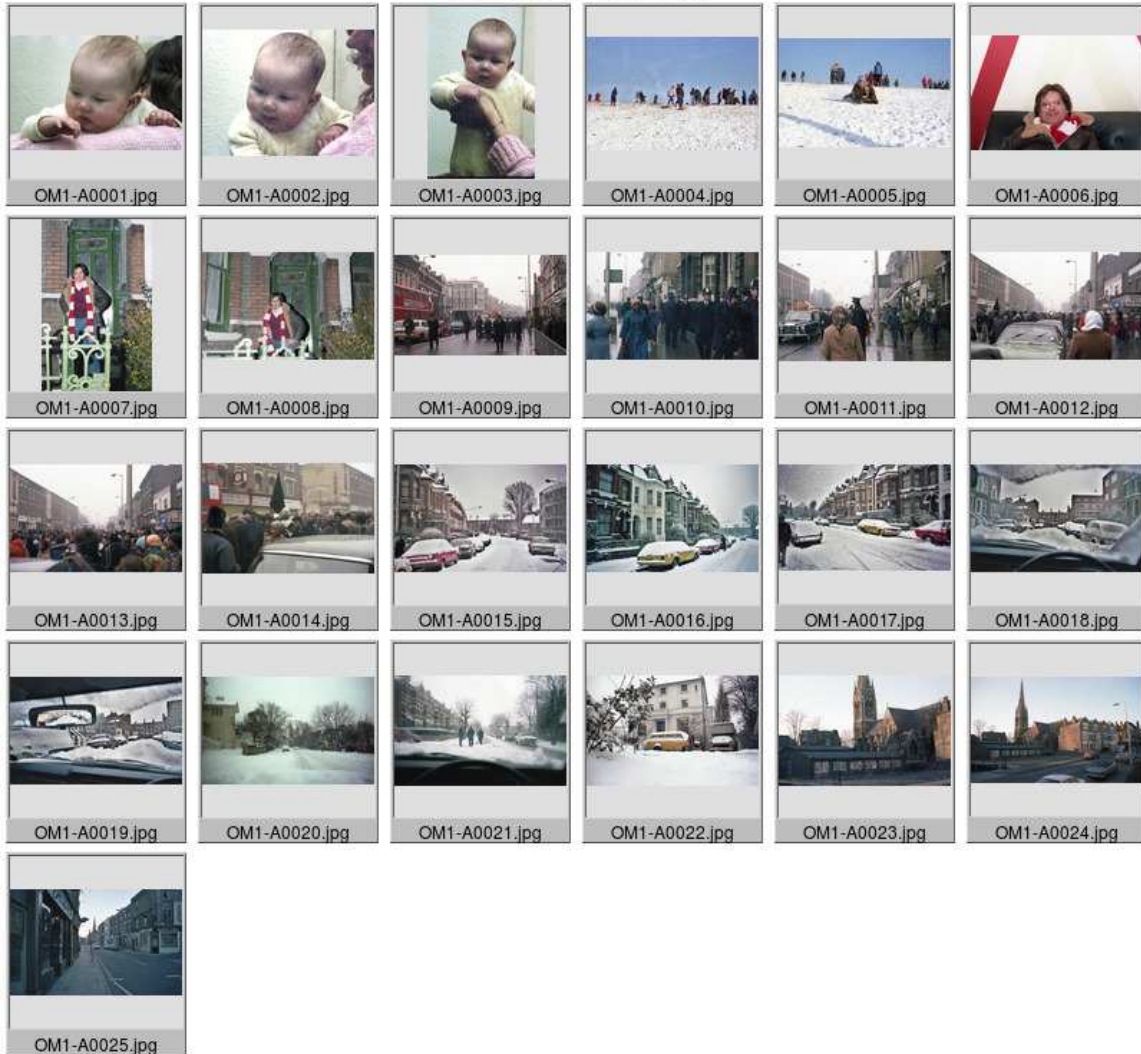 OM1-A0001.jpg OM1-A0002.jpg OM1-A0003.jpg OM1-A0004.jpg OM1-A0005.jpg OM1-A0006.jpg
OM1-A0007.jpg OM1-A0008.jpg OM1-A0009.jpg OM1-A0010.jpg OM1-A0011.jpg OM1-A0012.jpg
OM1-A0013.jpg OM1-A0014.jpg OM1-A0015.jpg OM1-A0016.jpg OM1-A0017.jpg OM1-A0018.jpg
OM1-A0019.jpg OM1-A0020.jpg OM1-A0021.jpg OM1-A0022.jpg OM1-A0023.jpg OM1-A0024.jpg
OM1-A0025.jpg